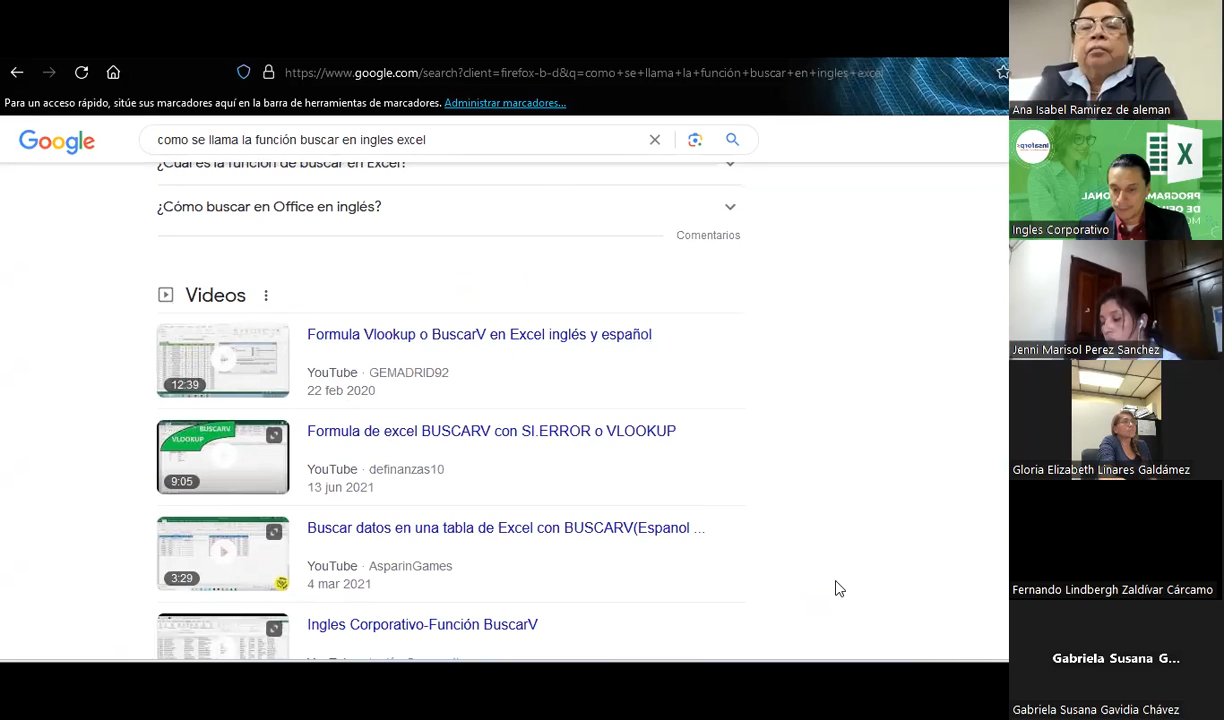 https://www.google.com/search?client=firefox-b-d&q=como+se+llama+la+función+buscar+en+ingles+excel
Para un acceso rápido, sitúe sus marcadores aquí en la barra de herramientas de marcadores. Administrar marcadores...
Google
como se llama la función buscar en ingles excel
¿Cuál es la función de buscar en Excel?
¿Cómo buscar en Office en inglés?
Comentarios
Videos
Formula Vlookup o BuscarV en Excel inglés y español
YouTube · GEMADRID92
22 feb 2020
12:39
Formula de excel BUSCARV con SI.ERROR o VLOOKUP
YouTube · definanzas10
13 jun 2021
BUSCARV
VLOOKUP
9:05
Buscar datos en una tabla de Excel con BUSCARV(Espanol ...
YouTube · AsparinGames
4 mar 2021
3:29
Ingles Corporativo-Función BuscarV
Ana Isabel Ramirez de aleman
Insaforp
X
PROGRAMA
ONAL
DE OFI
Ingles Corporativo
Jenni Marisol Perez Sanchez
Gloria Elizabeth Linares Galdámez
Fernando Lindbergh Zaldívar Cárcamo
Gabriela Susana G...
Gabriela Susana Gavidia Chávez